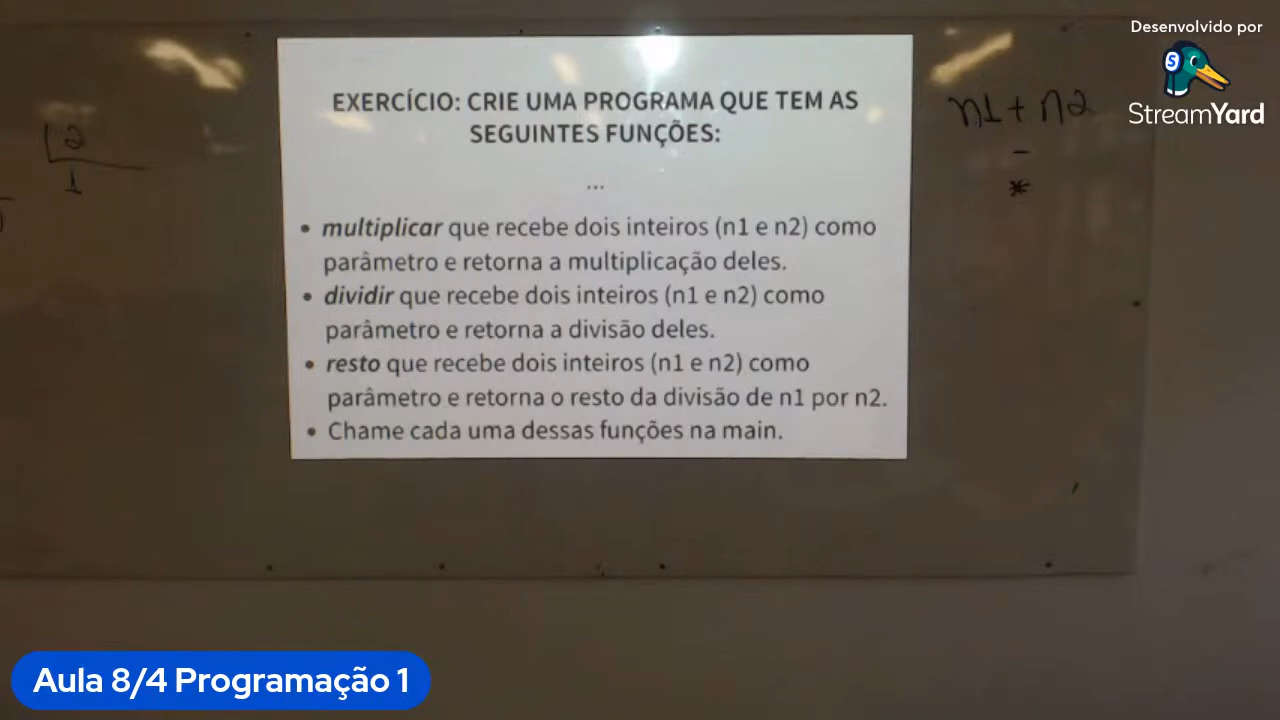 Desenvolvido por
StreamYard
EXERCÍCIO: CRIE UMA PROGRAMA QUE TEM AS
SEGUINTES FUNÇÕES:
...
• multiplicar que recebe dois inteiros (n1 e n2) como
parâmetro e retorna a multiplicação deles.
• dividir que recebe dois inteiros (n1 e n2) como
parâmetro e retorna a divisão deles.
• resto que recebe dois inteiros (n1 e n2) como
parâmetro e retorna o resto da divisão de n1 por n2.
• Chame cada uma dessas funções na main.
2
1
n1 + n2
-
*
Aula 8/4 Programação 1